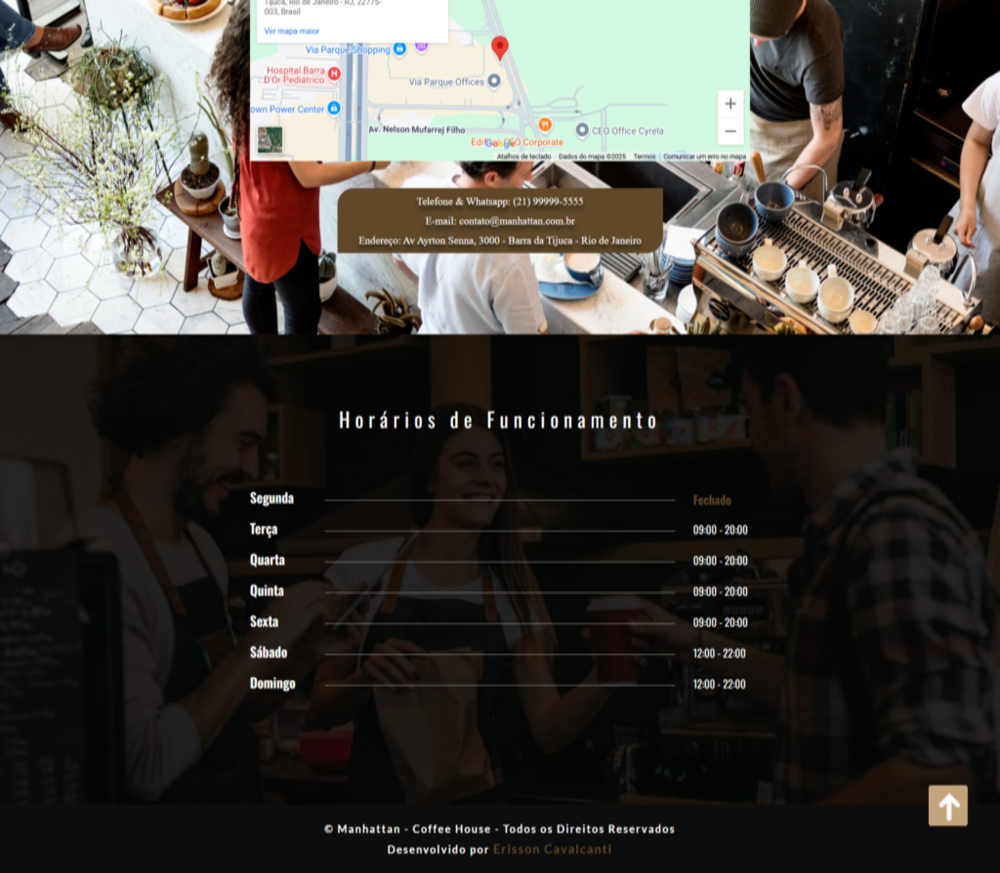 Tijuca, Rio de Janeiro - RJ, 22775-
003, Brasil
Ver mapa maior
Via Parque Shopping
Hospital Barra
D'Or Pediátrico
Via Parque Offices
own Power Center
Av. Nelson Mufarrej Filho
CEO Office Cyrela
CEO Corporate
Google
Atalhos de teclado
Dados do mapa ©2025
Termos
Comunicar um erro no mapa
Telefone & Whatsapp: (21) 99999-5555
E-mail: contato@manhattan.com.br
Endereço: Av Ayrton Senna, 3000 - Barra da Tijuca - Rio de Janeiro
Horários de Funcionamento
Segunda Fechado
Terça 09:00 - 20:00
Quarta 09:00 - 20:00
Quinta 09:00 - 20:00
Sexta 09:00 - 20:00
Sábado 12:00 - 22:00
Domingo 12:00 - 22:00
© Manhattan - Coffee House - Todos os Direitos Reservados
Desenvolvido por Erisson Cavalcanti